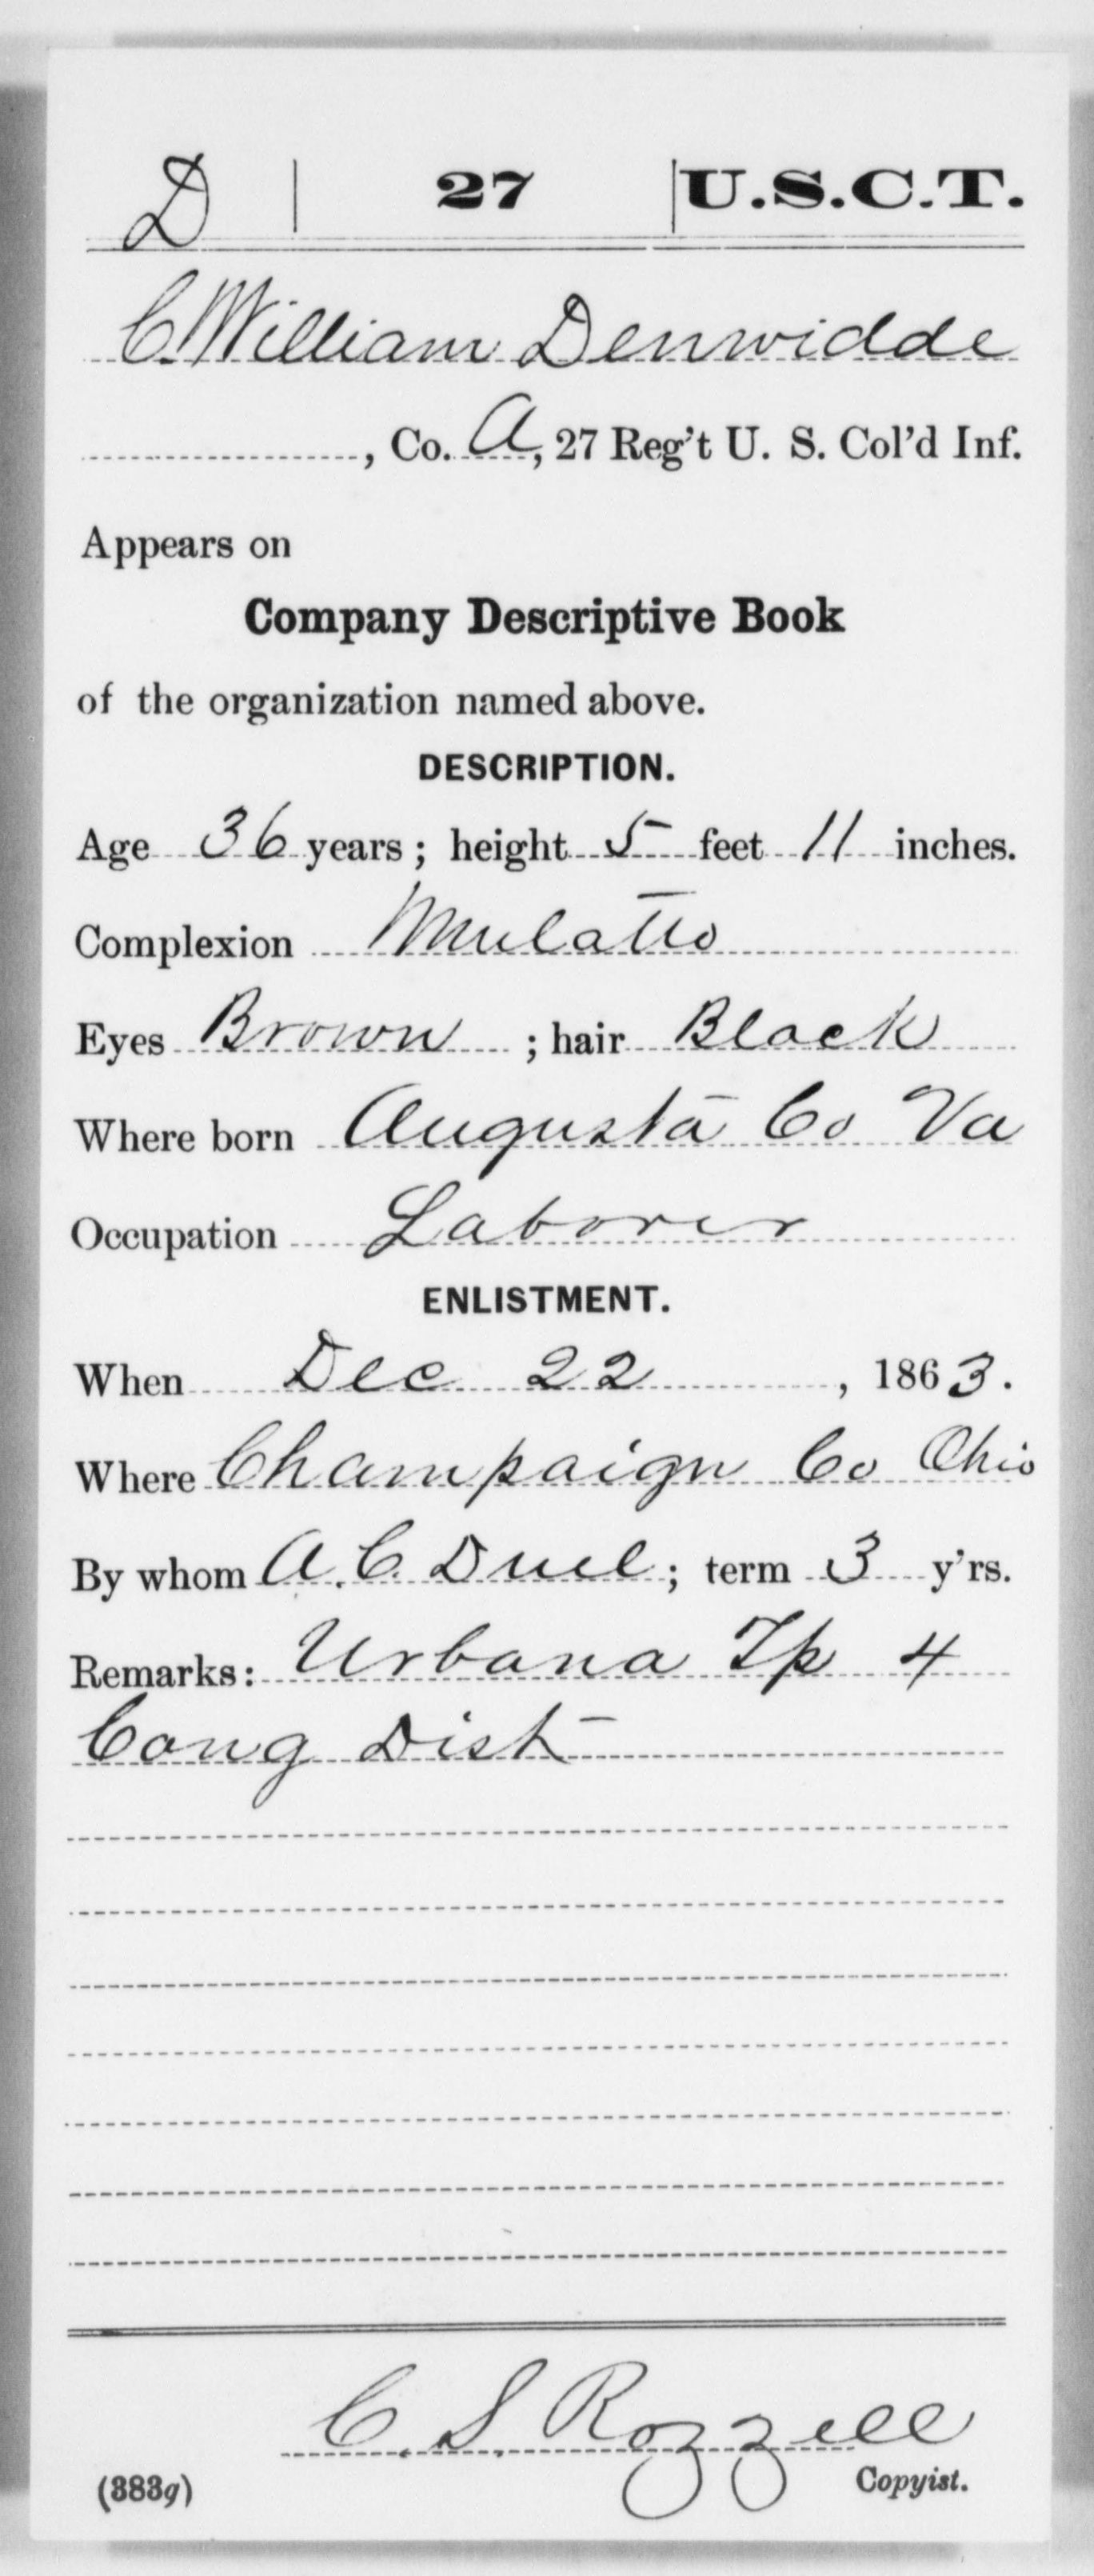 D | 27 | U.S.C.T.
C. William Denwidde
, Co. A, 27 Reg't U. S. Col'd Inf.
Appears on
Company Descriptive Book
of the organization named above.
DESCRIPTION.
Age 36 years; height 5 feet 11 inches.
Complexion Mulatto
Eyes Brown ; hair Black
Where born Augusta Co Va
Occupation Laborer
ENLISTMENT.
When Dec 22 , 1863.
Where Champaign Co Ohio
By whom A. C. Duel; term 3 y'rs.
Remarks: Urbana Tp 4
Cong Dist
C. S. Rozzell
(383g) Copyist.